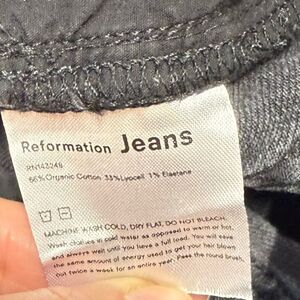 Reformation Jeans
RN142246
66% Organic Cotton 33% Lyocell 1% Elastane
MACHINE WASH COLD, DRY FLAT, DO NOT BLEACH.
Wash clothes in cold water as opposed to warm or hot,
and always wait until you have a full load. You will save
the same amount of energy used to get your hair blown
out twice a week for an entire year. Pass the round brush.